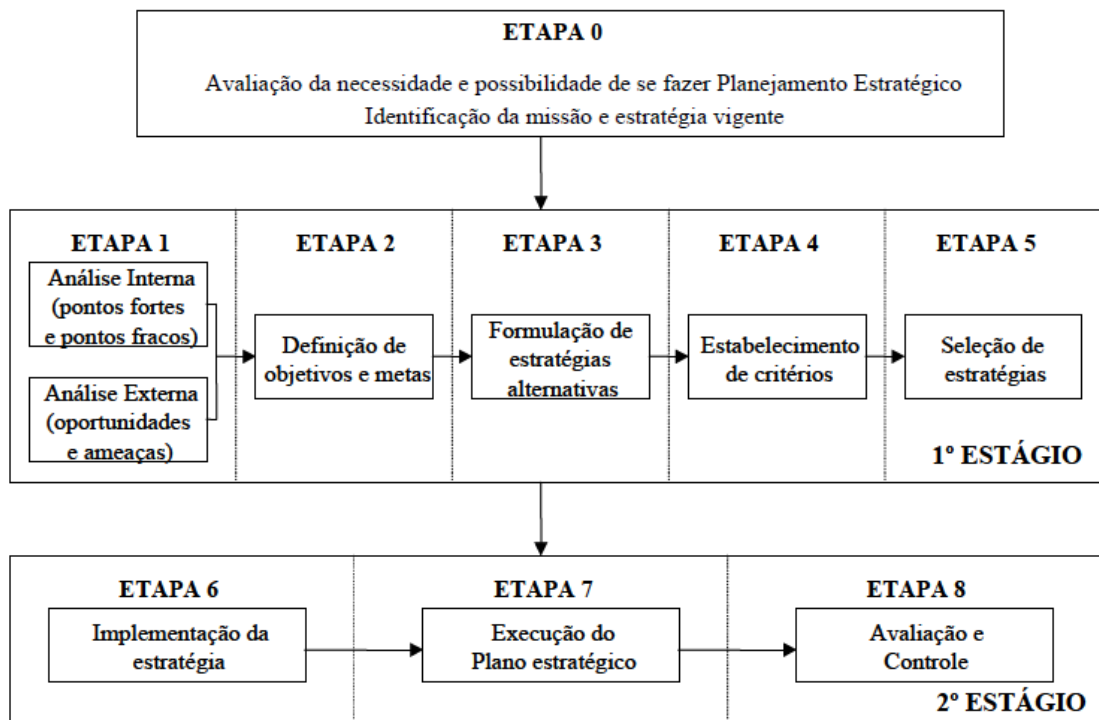 ETAPA 0
Avaliação da necessidade e possibilidade de se fazer Planejamento Estratégico
Identificação da missão e estratégia vigente
ETAPA 1
Análise Interna
(pontos fortes
e pontos fracos)
Análise Externa
(oportunidades
e ameaças)
ETAPA 2
Definição de
objetivos e metas
ETAPA 3
Formulação de
estratégias
alternativas
ETAPA 4
Estabelecimento
de critérios
ETAPA 5
Seleção de
estratégias
1º ESTÁGIO
ETAPA 6
Implementação da
estratégia
ETAPA 7
Execução do
Plano estratégico
ETAPA 8
Avaliação e
Controle
2º ESTÁGIO